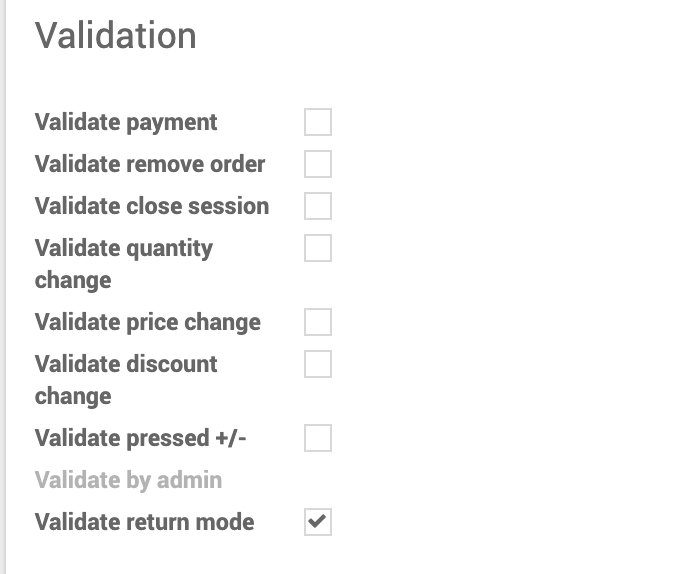 Validation
Validate payment
Validate remove order
Validate close session
Validate quantity
change
Validate price change
Validate discount
change
Validate pressed +/-
Validate by admin
Validate return mode